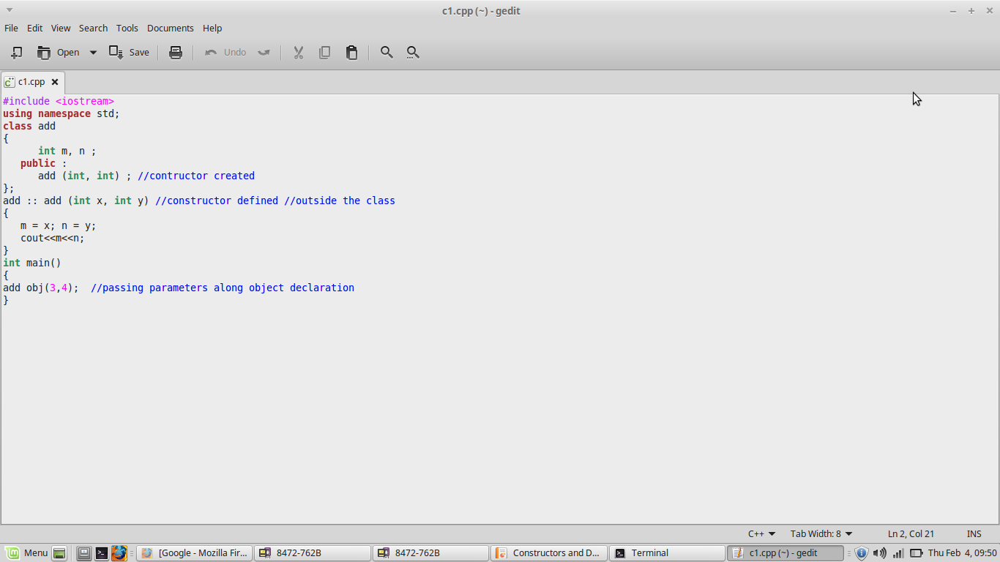 c1.cpp (~) - gedit
File Edit View Search Tools Documents Help
Open Save Undo
c1.cpp
#include <iostream>
using namespace std;
class add
{
int m, n ;
public :
add (int, int) ; //contructor created
};
add :: add (int x, int y) //constructor defined //outside the class
{
m = x; n = y;
cout<<m<<n;
}
int main()
{
add obj(3,4);  //passing parameters along object declaration
}
C++ Tab Width: 8 Ln 2, Col 21 INS
Menu [Google - Mozilla Fir... 8472-762B 8472-762B Constructors and D... Terminal c1.cpp (~) - gedit Thu Feb 4, 09:50